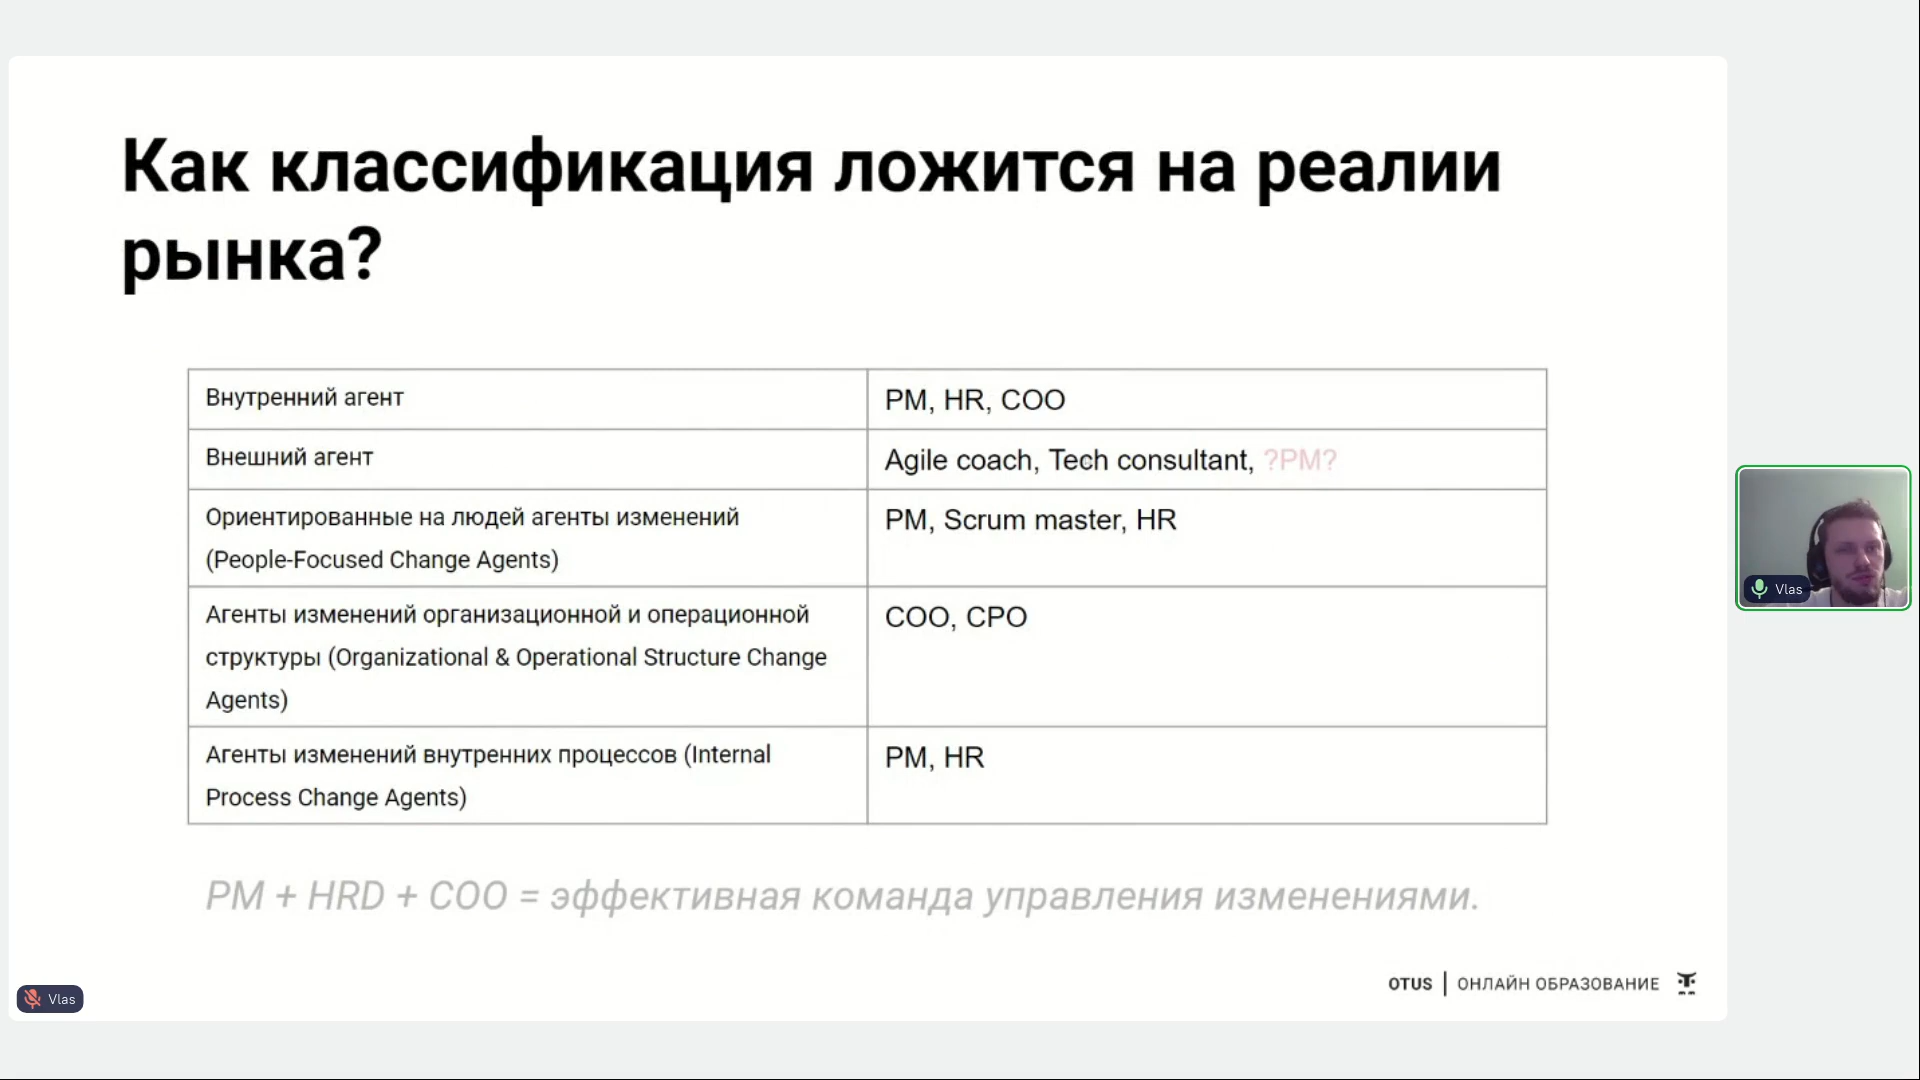 Как классификация ложится на реалии
рынка?
Внутренний агент
PM, HR, COO
Внешний агент
Agile coach, Tech consultant, ?PM?
Ориентированные на людей агенты изменений
(People-Focused Change Agents)
PM, Scrum master, HR
Агенты изменений организационной и операционной
структуры (Organizational & Operational Structure Change
Agents)
COO, CPO
Агенты изменений внутренних процессов (Internal
Process Change Agents)
PM, HR
PM + HRD + COO = эффективная команда управления изменениями.
OTUS | ОНЛАЙН ОБРАЗОВАНИЕ
Vlas
Vlas